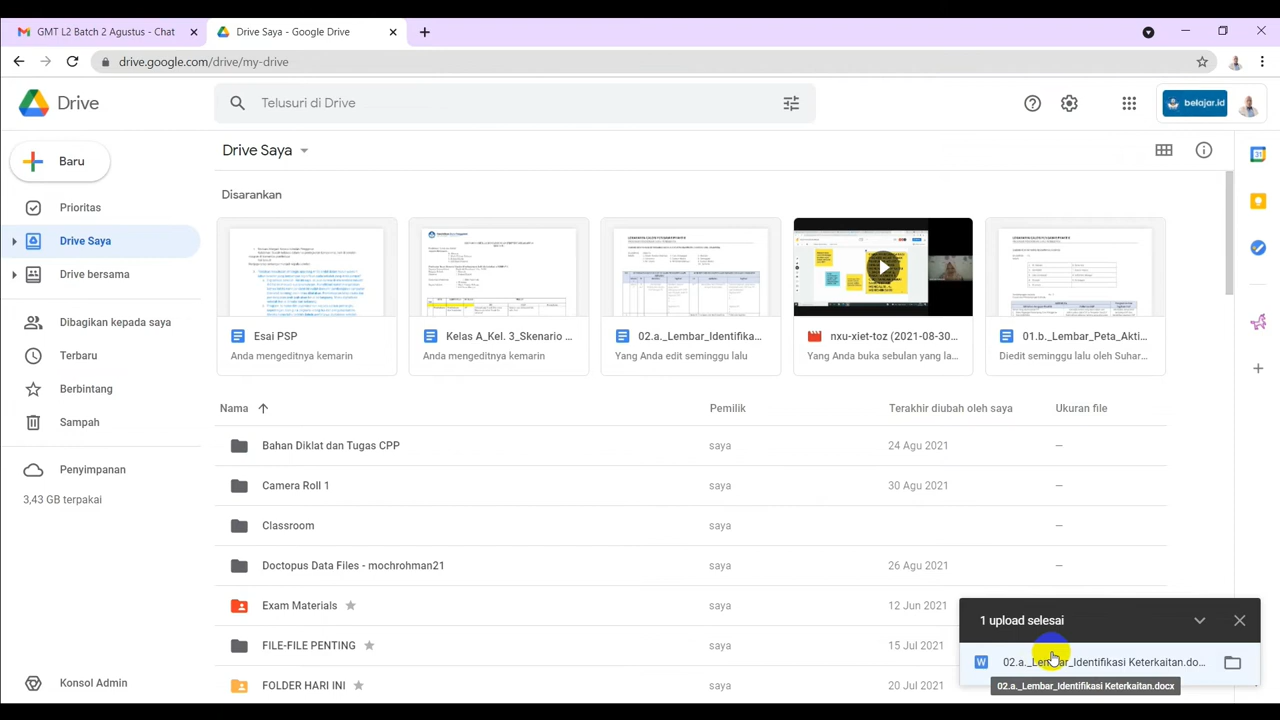 GMT L2 Batch 2 Agustus - Chat
Drive Saya - Google Drive
drive.google.com/drive/my-drive
Drive
Telusuri di Drive
belajar.id
Baru
Drive Saya
Disarankan
Prioritas
Drive Saya
Drive bersama
Dibagikan kepada saya
Terbaru
Berbintang
Sampah
Penyimpanan
3,43 GB terpakai
Konsol Admin
Esai PSP
Anda mengeditnya kemarin
Kelas A_Kel. 3_Skenario ...
Anda mengeditnya kemarin
02.a._Lembar_Identifika...
Yang Anda edit seminggu lalu
nxu-xiet-toz (2021-08-30...
Yang Anda buka sebulan yang la...
01.b._Lembar_Peta_Akti...
Diedit seminggu lalu oleh Suhar...
Nama Pemilik Terakhir diubah oleh saya Ukuran file
Bahan Diklat dan Tugas CPP saya 24 Agu 2021 —
Camera Roll 1 saya 30 Agu 2021 —
Classroom saya 30 Agu 2021 —
Doctopus Data Files - mochrohman21 saya 26 Agu 2021 —
Exam Materials saya 12 Jun 2021
FILE-FILE PENTING saya 15 Jul 2021
FOLDER HARI INI saya 20 Jul 2021
1 upload selesai
02.a._Lembar_Identifikasi Keterkaitan.do...
02.a._Lembar_Identifikasi Keterkaitan.docx